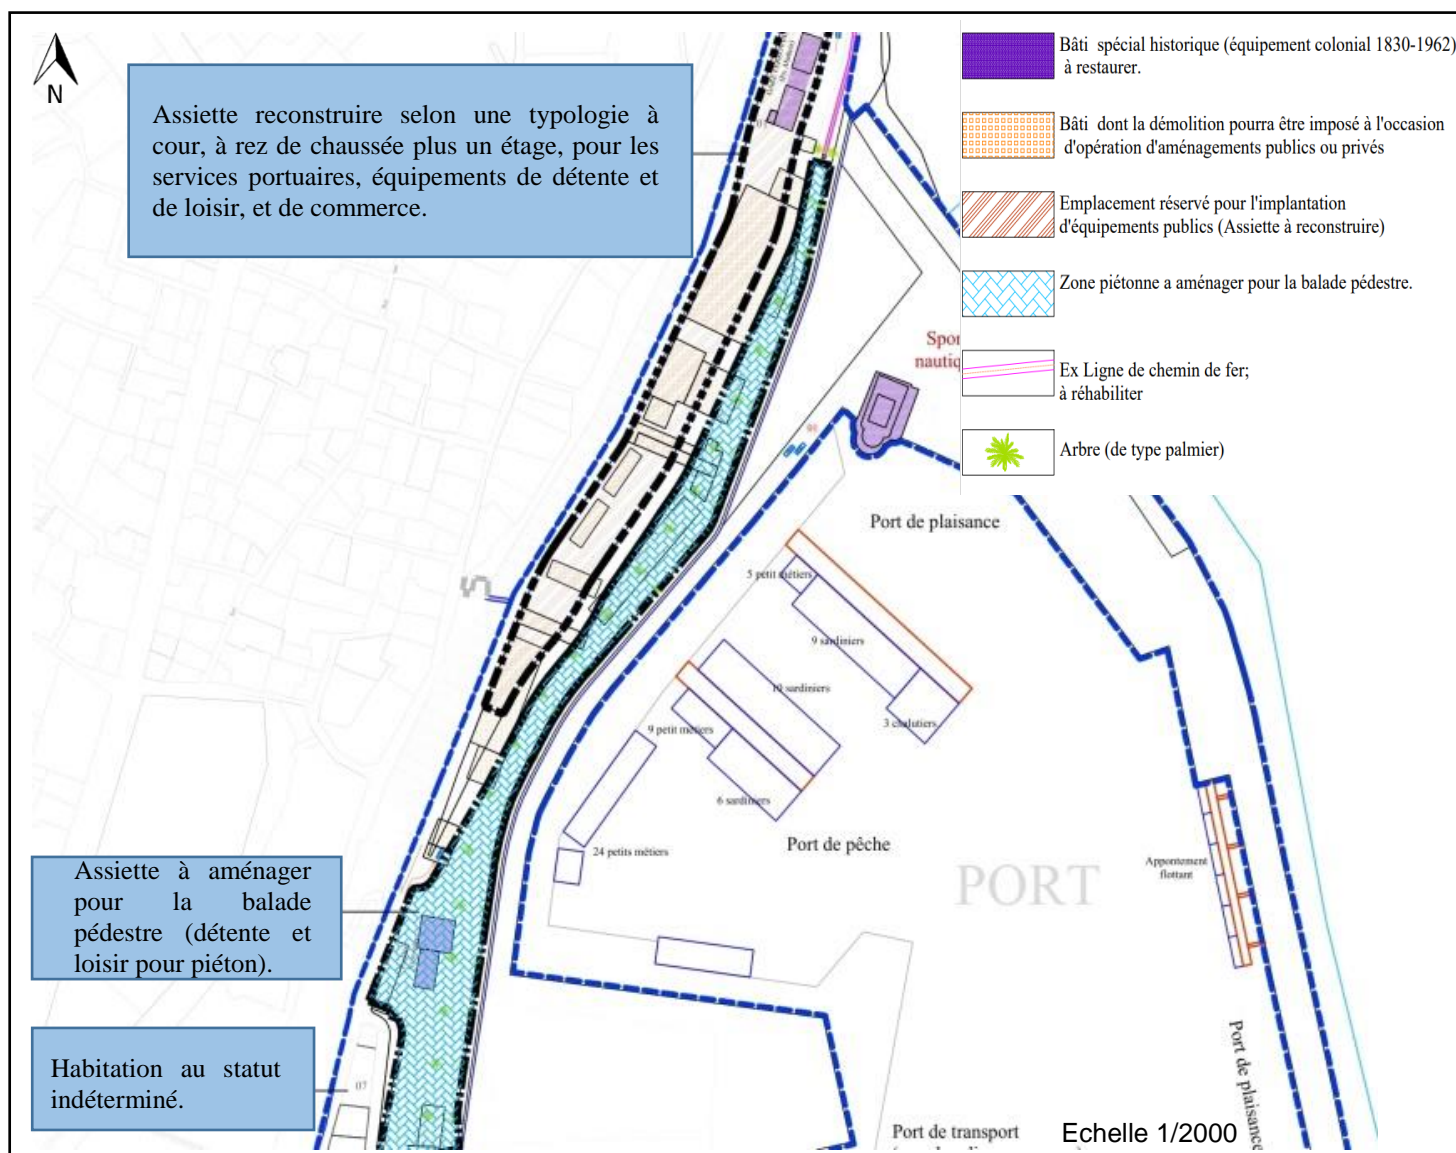 N
Assiette reconstruire selon une typologie à
cour, à rez de chaussée plus un étage, pour les
services portuaires, équipements de détente et
de loisir, et de commerce.
Bâti spécial historique (équipement colonial 1830-1962)
à restaurer.
Bâti dont la démolition pourra être imposé à l'occasion
d'opération d'aménagements publics ou privés
Emplacement réservé pour l'implantation
d'équipements publics (Assiette à reconstruire)
Zone piétonne a aménager pour la balade pédestre.
Ex Ligne de chemin de fer;
à réhabiliter
Arbre (de type palmier)
Port de plaisance
5 petit métiers
9 sardiniers
10 sardiniers
3 chalutiers
9 petit métiers
6 sardiniers
24 petits métiers
Port de pêche
PORT
Appontement
flottant
Assiette à aménager
pour la balade
pédestre (détente et
loisir pour piéton).
Habitation au statut
indéterminé.
07
Port de plaisance
Port de transport
Echelle 1/2000